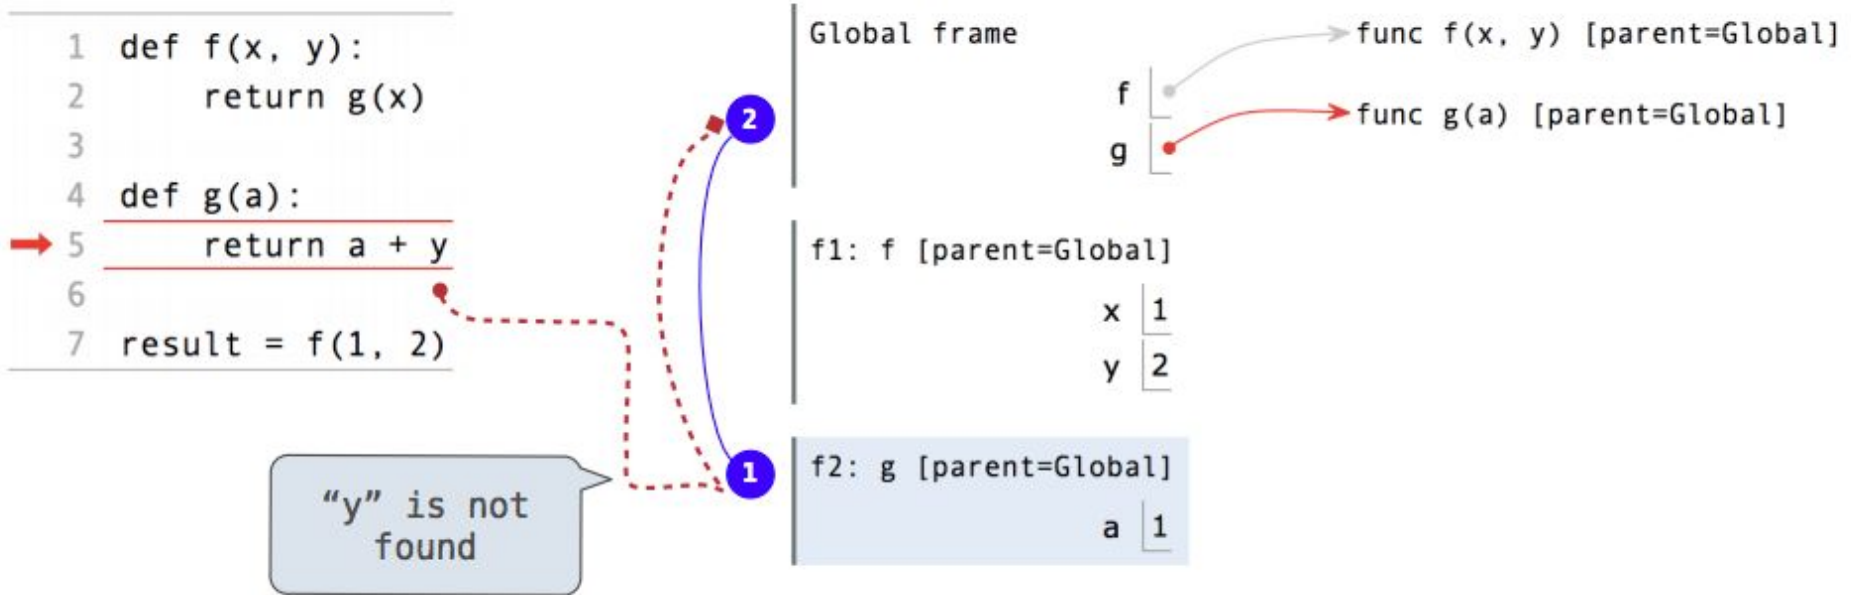 1 def f(x, y):
2     return g(x)
3
4 def g(a):
5     return a + y
6
7 result = f(1, 2)
“y” is not
found
2
1
Global frame
f
g
func f(x, y) [parent=Global]
func g(a) [parent=Global]
f1: f [parent=Global]
x 1
y 2
f2: g [parent=Global]
a 1